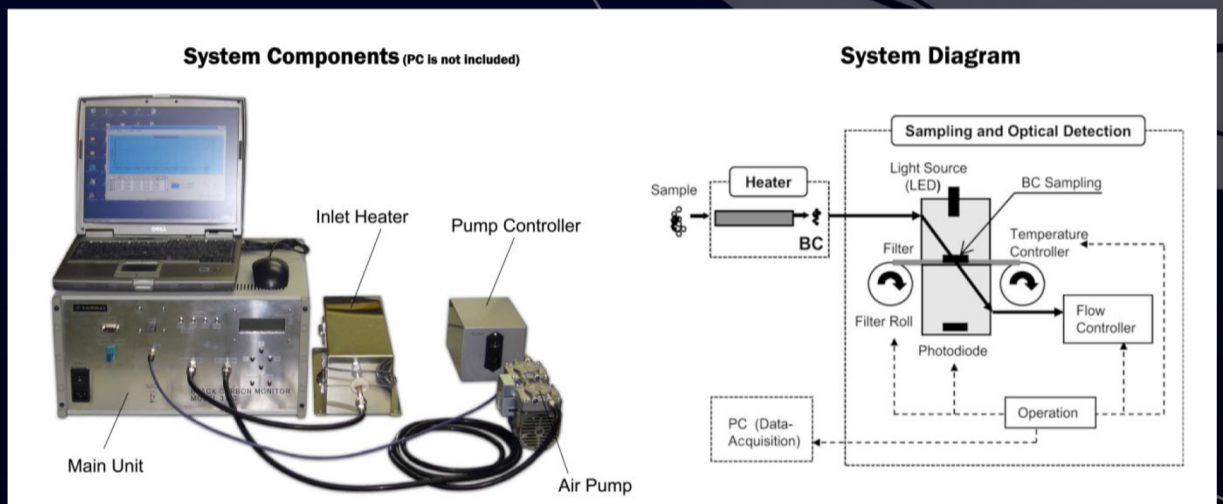 System Components (PC is not included)
Inlet Heater
Pump Controller
DELL
BLACK CARBON MONITOR
Main Unit
Air Pump
System Diagram
Sampling and Optical Detection
Light Source
(LED)
BC Sampling
Sample
Heater
BC
Filter
Temperature
Controller
Filter Roll
Photodiode
Flow
Controller
Operation
PC (Data-
Acquisition)